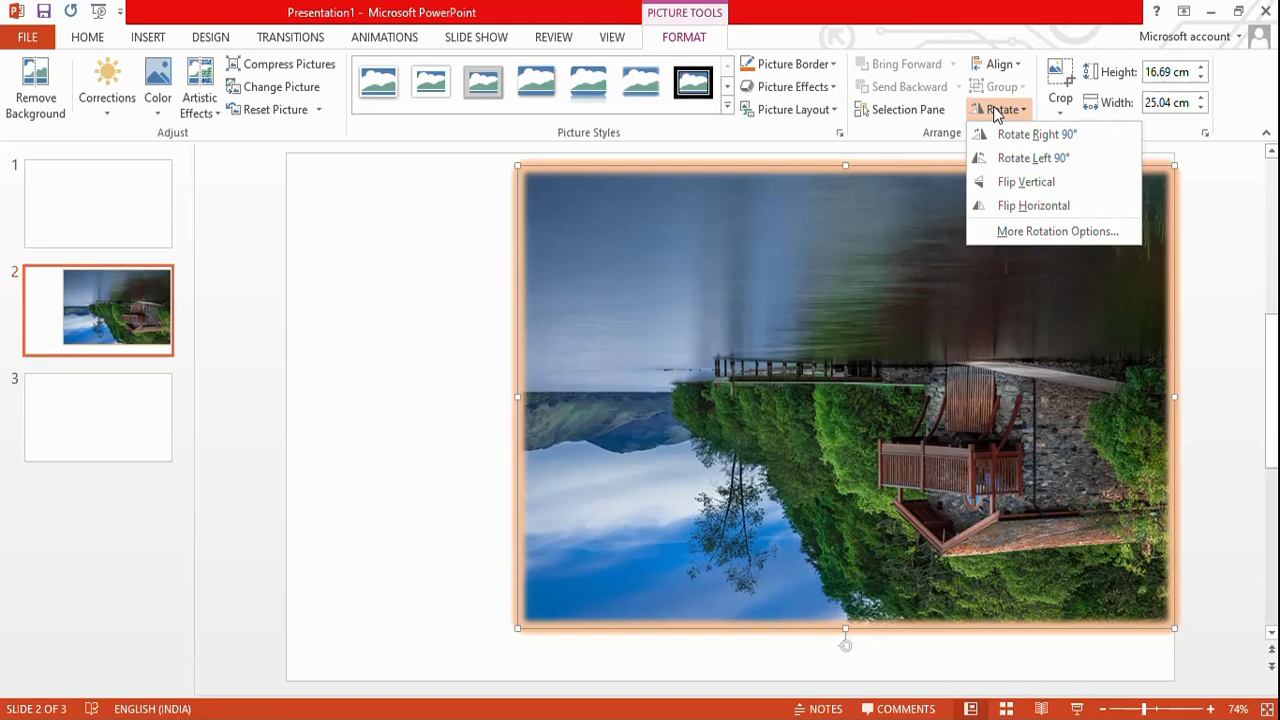 Presentation1 - Microsoft PowerPoint
PICTURE TOOLS
?
FILE
HOME
INSERT
DESIGN
TRANSITIONS
ANIMATIONS
SLIDE SHOW
REVIEW
VIEW
FORMAT
Microsoft account
Remove
Background
Corrections
Color
Artistic
Effects
Compress Pictures
Change Picture
Reset Picture
Adjust
Picture Styles
Picture Border
Picture Effects
Picture Layout
Bring Forward
Send Backward
Selection Pane
Align
Group
Rotate
Arrange
Crop
Height:
16.69 cm
Width:
25.04 cm
Size
Rotate Right 90°
Rotate Left 90°
Flip Vertical
Flip Horizontal
More Rotation Options...
1
2
3
SLIDE 2 OF 3
ENGLISH (INDIA)
NOTES
COMMENTS
74%